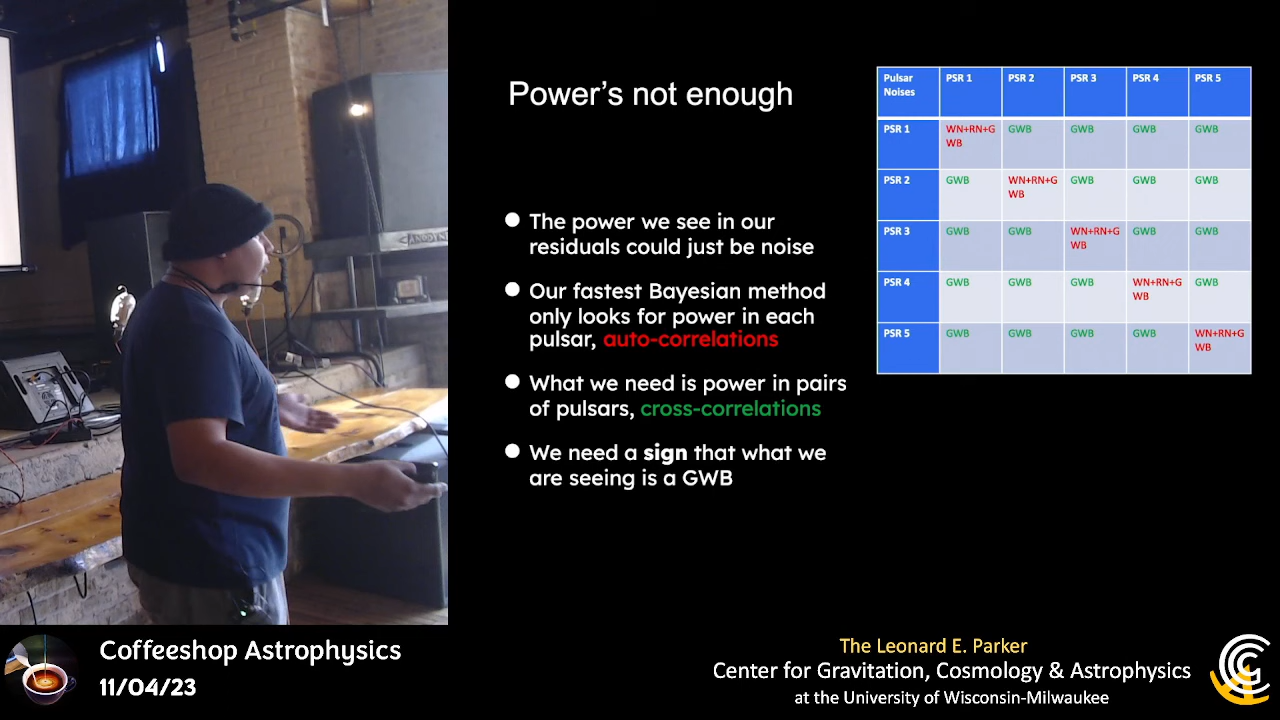 Power's not enough
The power we see in our
residuals could just be noise
Our fastest Bayesian method
only looks for power in each
pulsar, auto-correlations
What we need is power in pairs
of pulsars, cross-correlations
We need a sign that what we
are seeing is a GWB
Pulsar Noises PSR 1 PSR 2 PSR 3 PSR 4 PSR 5
PSR 1 WN+RN+GWB GWB GWB GWB GWB
PSR 2 GWB WN+RN+GWB GWB GWB GWB
PSR 3 GWB GWB WN+RN+GWB GWB GWB
PSR 4 GWB GWB GWB WN+RN+GWB GWB
PSR 5 GWB GWB GWB GWB WN+RN+GWB
Coffeeshop Astrophysics
11/04/23
The Leonard E. Parker
Center for Gravitation, Cosmology & Astrophysics
at the University of Wisconsin-Milwaukee